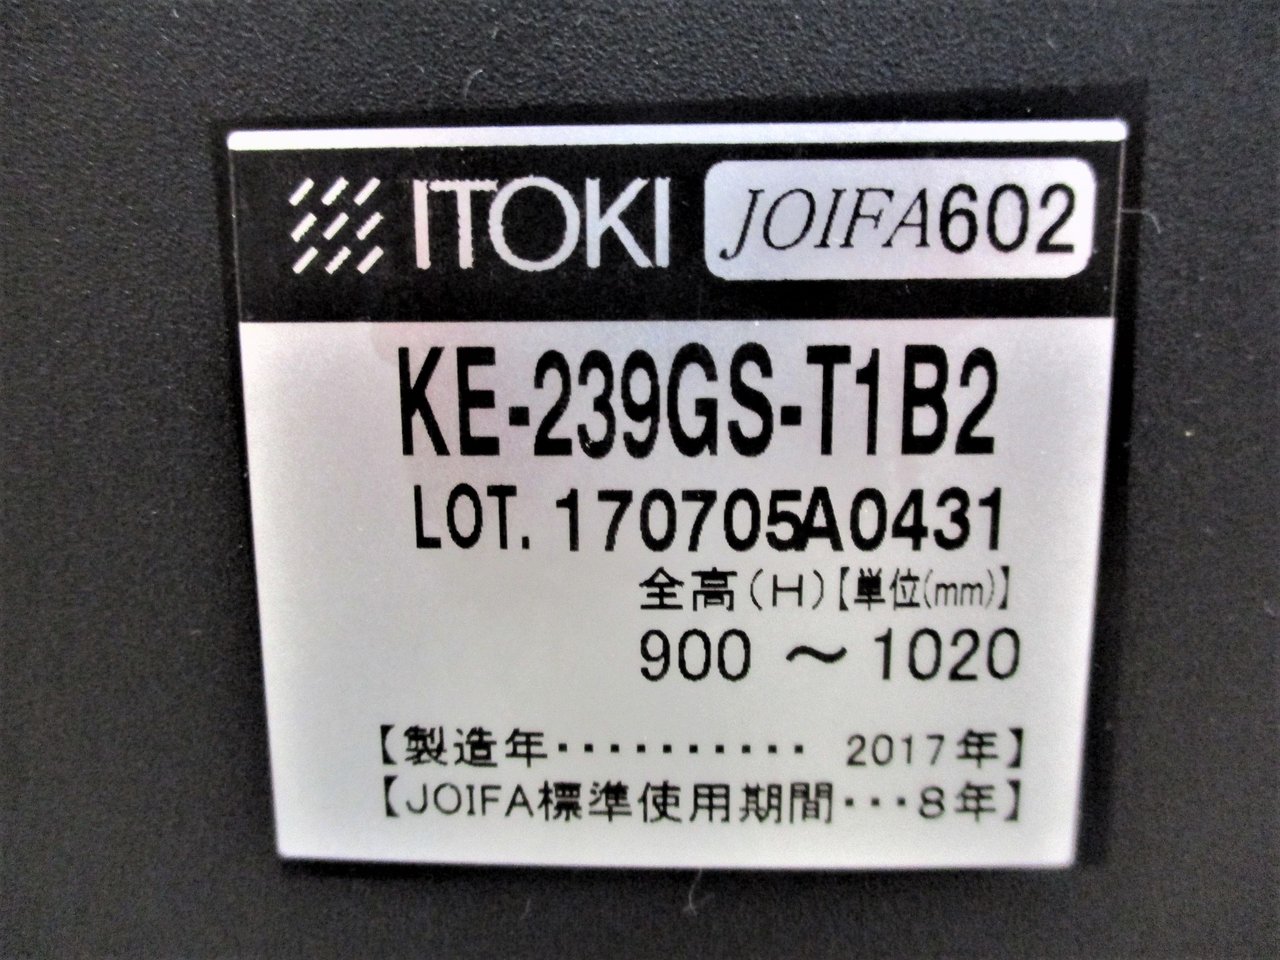 ITOKI JOIFA602
KE-239GS-T1B2
LOT. 170705A0431
全高(H)【単位(mm)】
900 ～ 1020
【製造年・・・・・・・・・・ 2017年】
【JOIFA標準使用期間・・・8年】